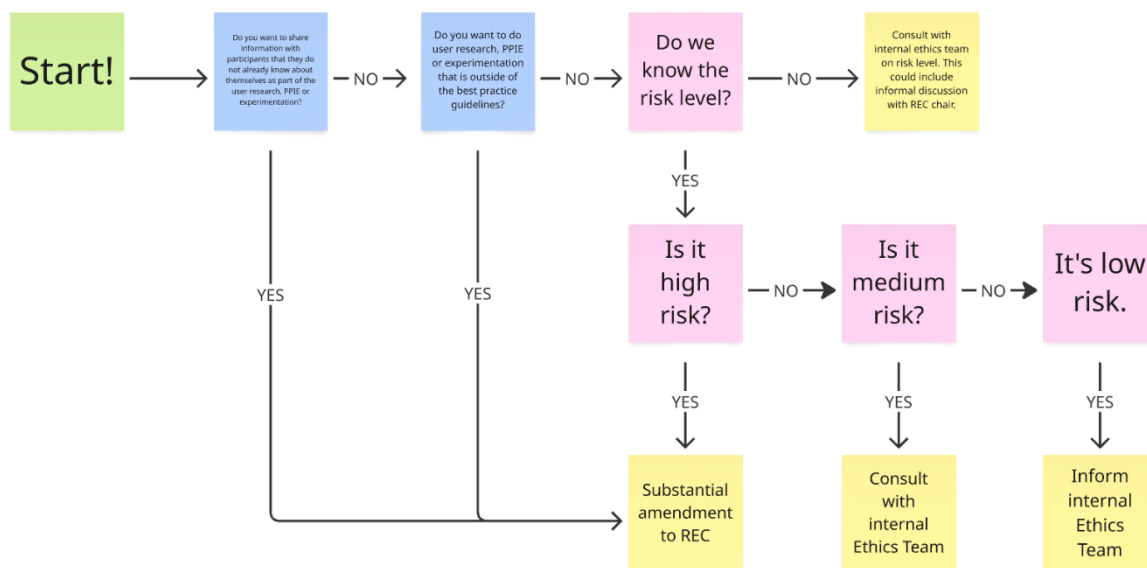 Start!
Do you want to share
information with
participants that they do
not already know about
themselves as part of the
user research, PPIE or
experimentation?
NO
Do you want to do
user research, PPIE
or experimentation
that is outside of
the best practice
guidelines?
NO
Do we
know the
risk level?
NO
Consult with
internal ethics team
on risk level. This
could include
informal discussion
with REC chair.
YES
YES
YES
Is it
high
risk?
NO
Is it
medium
risk?
NO
It's low
risk.
YES
YES
YES
Substantial
amendment
to REC
Consult
with
internal
Ethics Team
Inform
internal
Ethics
Team